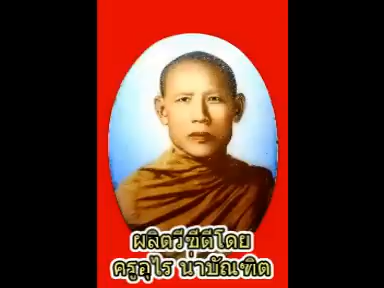 ผลิตวีซีดีโดย
ครูอุไร น่าบัณฑิต